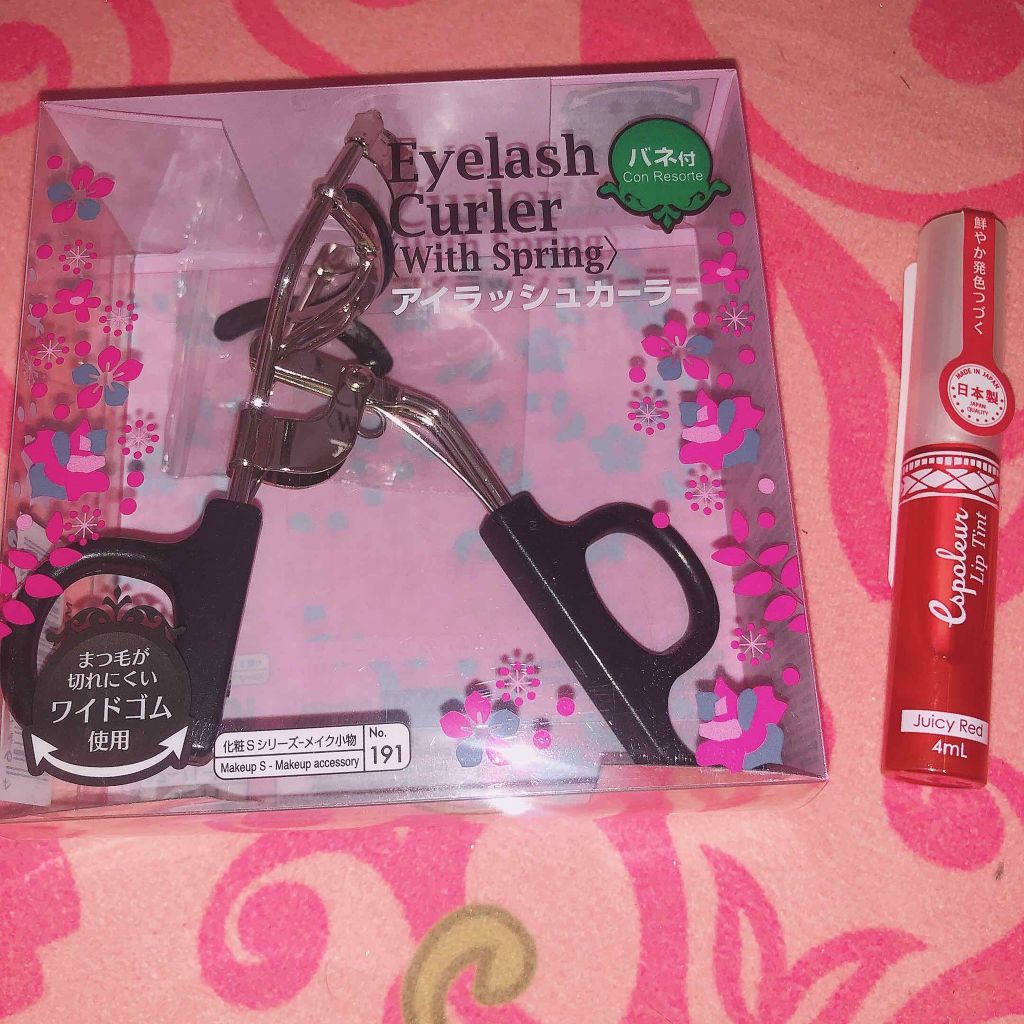 Eyelash
Curler
〈With Spring〉
アイラッシュカーラー
バネ付
Con Resorte
まつ毛が
切れにくい
ワイドゴム
使用
化粧Sシリーズ-メイク小物
Makeup S - Makeup accessory
No.
191
鮮やか発色つづく
MADE IN JAPAN
日本製
JAPAN
QUALITY
Espoleur
Lip Tint
Juicy Red
4mL